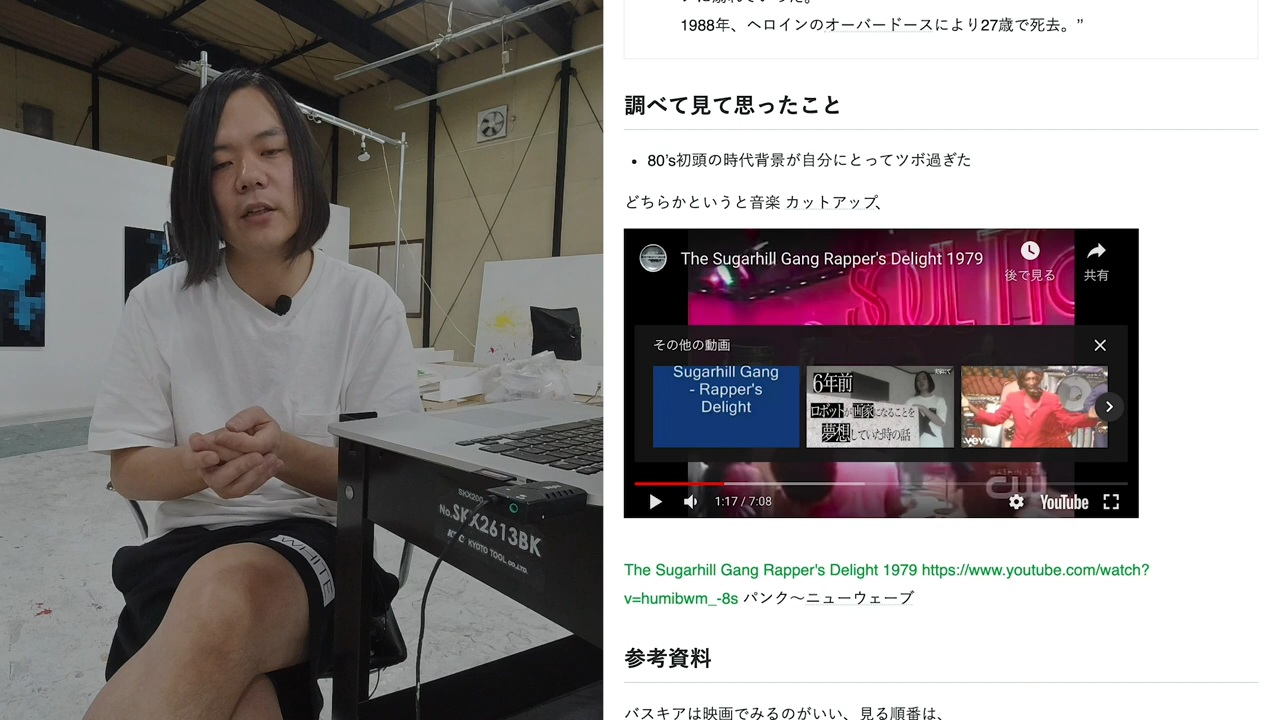 1988年、ヘロインのオーバードースにより27歳で死去。”
調べて見て思ったこと
• 80’s初頭の時代背景が自分にとってツボ過ぎた
どちらかというと音楽 カットアップ、
The Sugarhill Gang Rapper's Delight 1979
後で見る
共有
その他の動画
Sugarhill Gang
- Rapper's
Delight
6年前
ロボットが画家になることを
夢想していた時の話
vevo
CW
1:17 / 7:08
YouTube
The Sugarhill Gang Rapper's Delight 1979 https://www.youtube.com/watch?
v=humibwm_-8s パンク〜ニューウェーブ
参考資料
バスキアは映画でみるのがいい、見る順番は、
WHITE
No.SKX2613BK
KYOTO TOOL CO.,LTD.